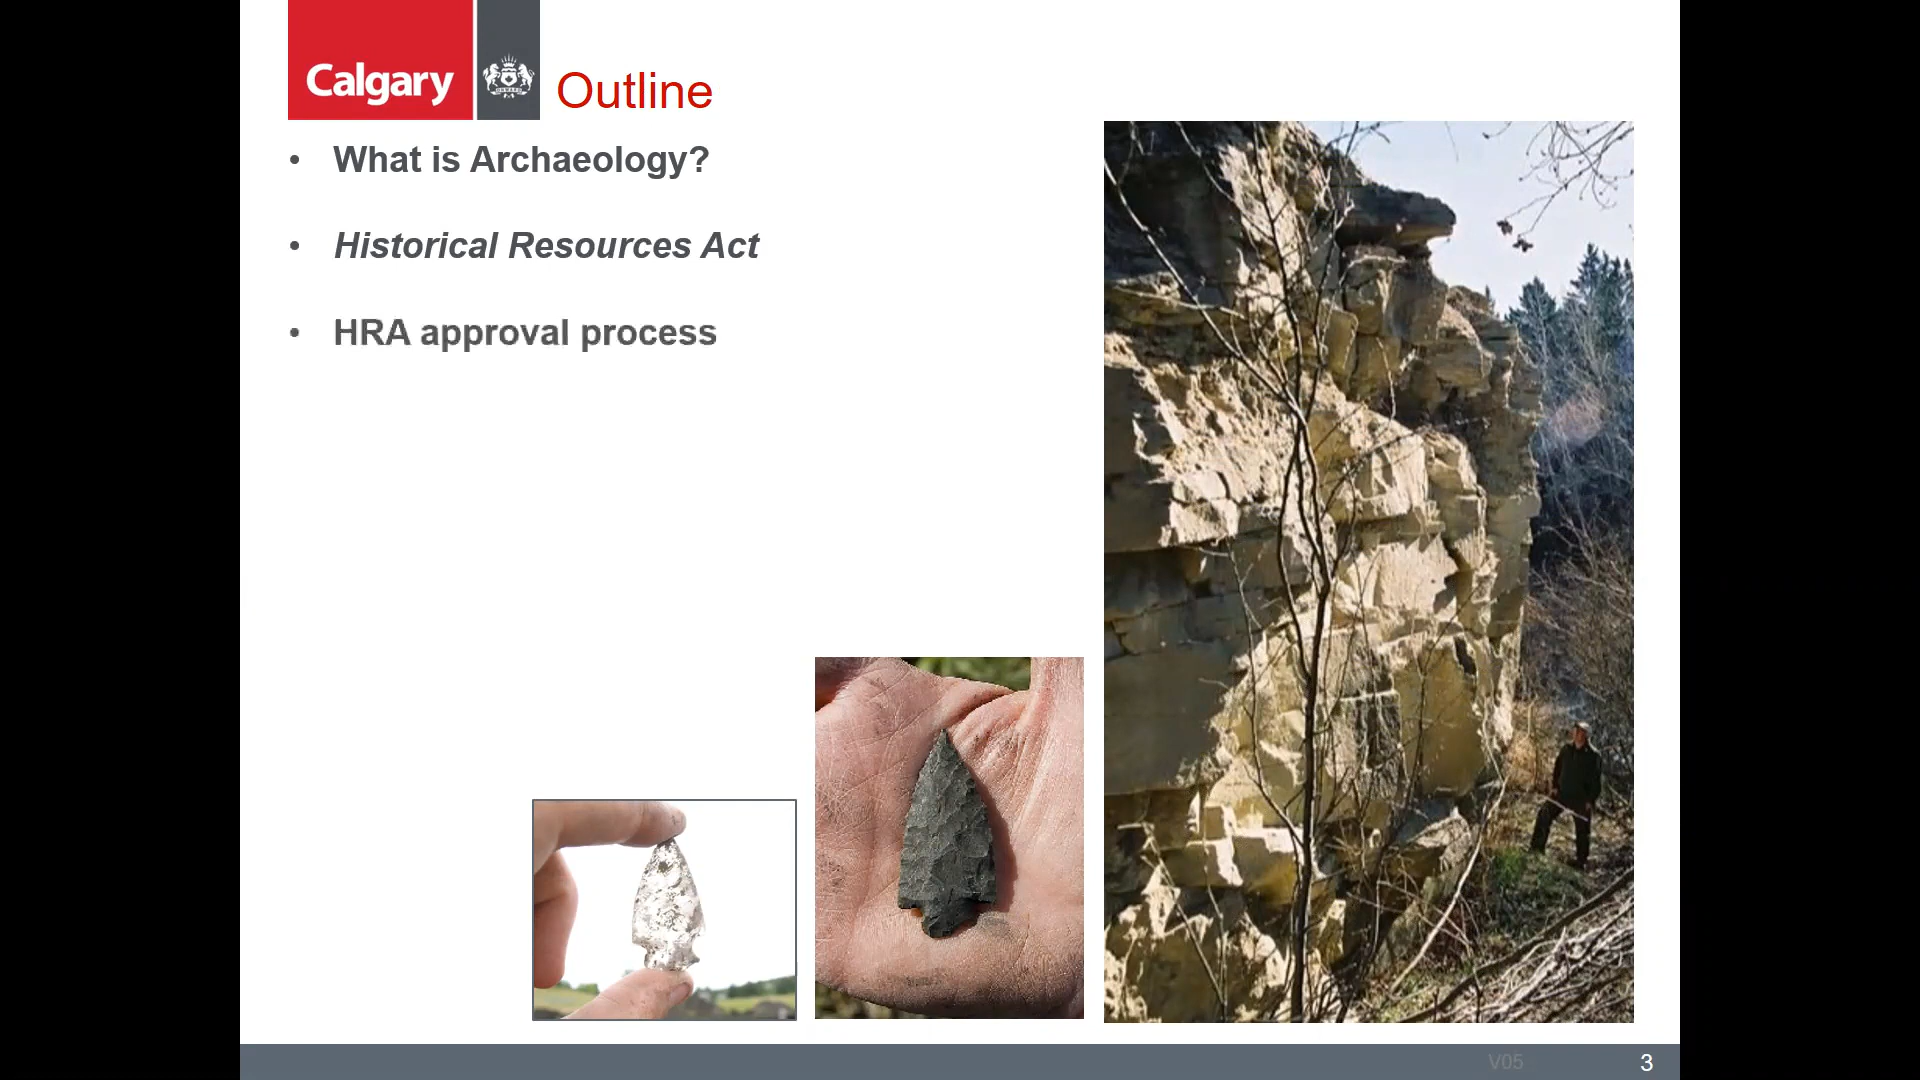 Calgary
Outline
• What is Archaeology?
• Historical Resources Act
• HRA approval process
V05
3